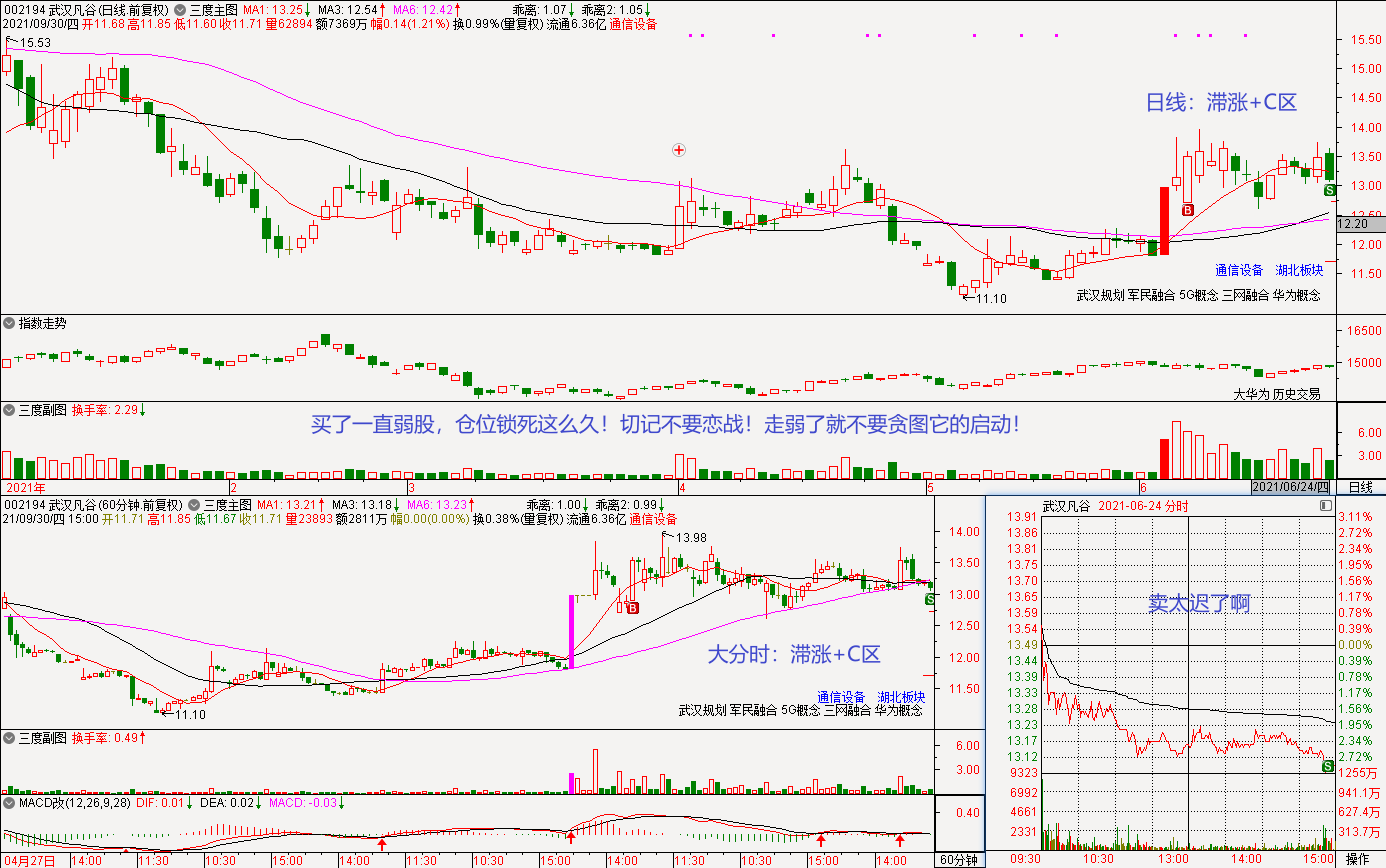 002194 武汉凡谷(日线.前复权) 三度主图 MA1: 13.25↓ MA3: 12.54↑ MA6: 12.42↑ 乖离: 1.07↓ 乖离2: 1.05↓
2021/09/30/四 开11.68 高11.85 低11.60 收11.71 量62894 额7369万 幅0.14(1.21%) 换0.99%(重复权) 流通6.36亿 通信设备
15.53
15.50
15.00
14.50
14.00
13.50
13.00
12.50
12.20
12.00
11.50
日线：滞涨+C区
B
S
11.10
通信设备 湖北板块
武汉规划 军民融合 5G概念 三网融合 华为概念
指数走势
16500
15000
大华为 历史交易
三度副图 换手率: 2.29↓
买了一直弱股，仓位锁死这么久！切记不要恋战！走弱了就不要贪图它的启动！
6.00
3.00
2021年 2 3 4 5 6 2021/06/24/四 日线
002194 武汉凡谷(60分钟.前复权) 三度主图 MA1: 13.21↑ MA3: 13.18↓ MA6: 13.23↑ 乖离: 1.00↓ 乖离2: 0.99↓
21/09/30/四 15:00 开11.71 高11.85 低11.67 收11.71 量23893 额2811万 幅0.00(0.00%) 换0.38%(重复权) 流通6.36亿 通信设备
14.00
13.50
13.00
12.50
12.00
11.50
13.98
B
S
大分时：滞涨+C区
11.10
通信设备 湖北板块
武汉规划 军民融合 5G概念 三网融合 华为概念
三度副图 换手率: 0.49↑
6.00
3.00
MACD改(12,26,9,28) DIF: 0.01↓ DEA: 0.02↓ MACD: -0.03↓
0.40
04月27日 14:00 11:30 13:30 15:00 14:00 11:30 10:30 15:00 14:00 11:30 10:30 15:00 14:00 60分钟
武汉凡谷 2021-06-24 分时
13.91 3.11%
13.86 2.72%
13.81 2.34%
13.75 1.95%
13.70 1.56%
13.65 1.17%
13.59 0.78%
13.54 0.39%
13.49 0.00%
13.44 0.39%
13.39 0.78%
13.33 1.17%
13.28 1.56%
13.23 1.95%
13.17 2.34%
13.12 2.72%
卖太迟了啊
S
9323 1255万
6992 941.1万
4661 627.4万
2331 313.7万
09:30 10:30 13:00 14:00 15:00 操作